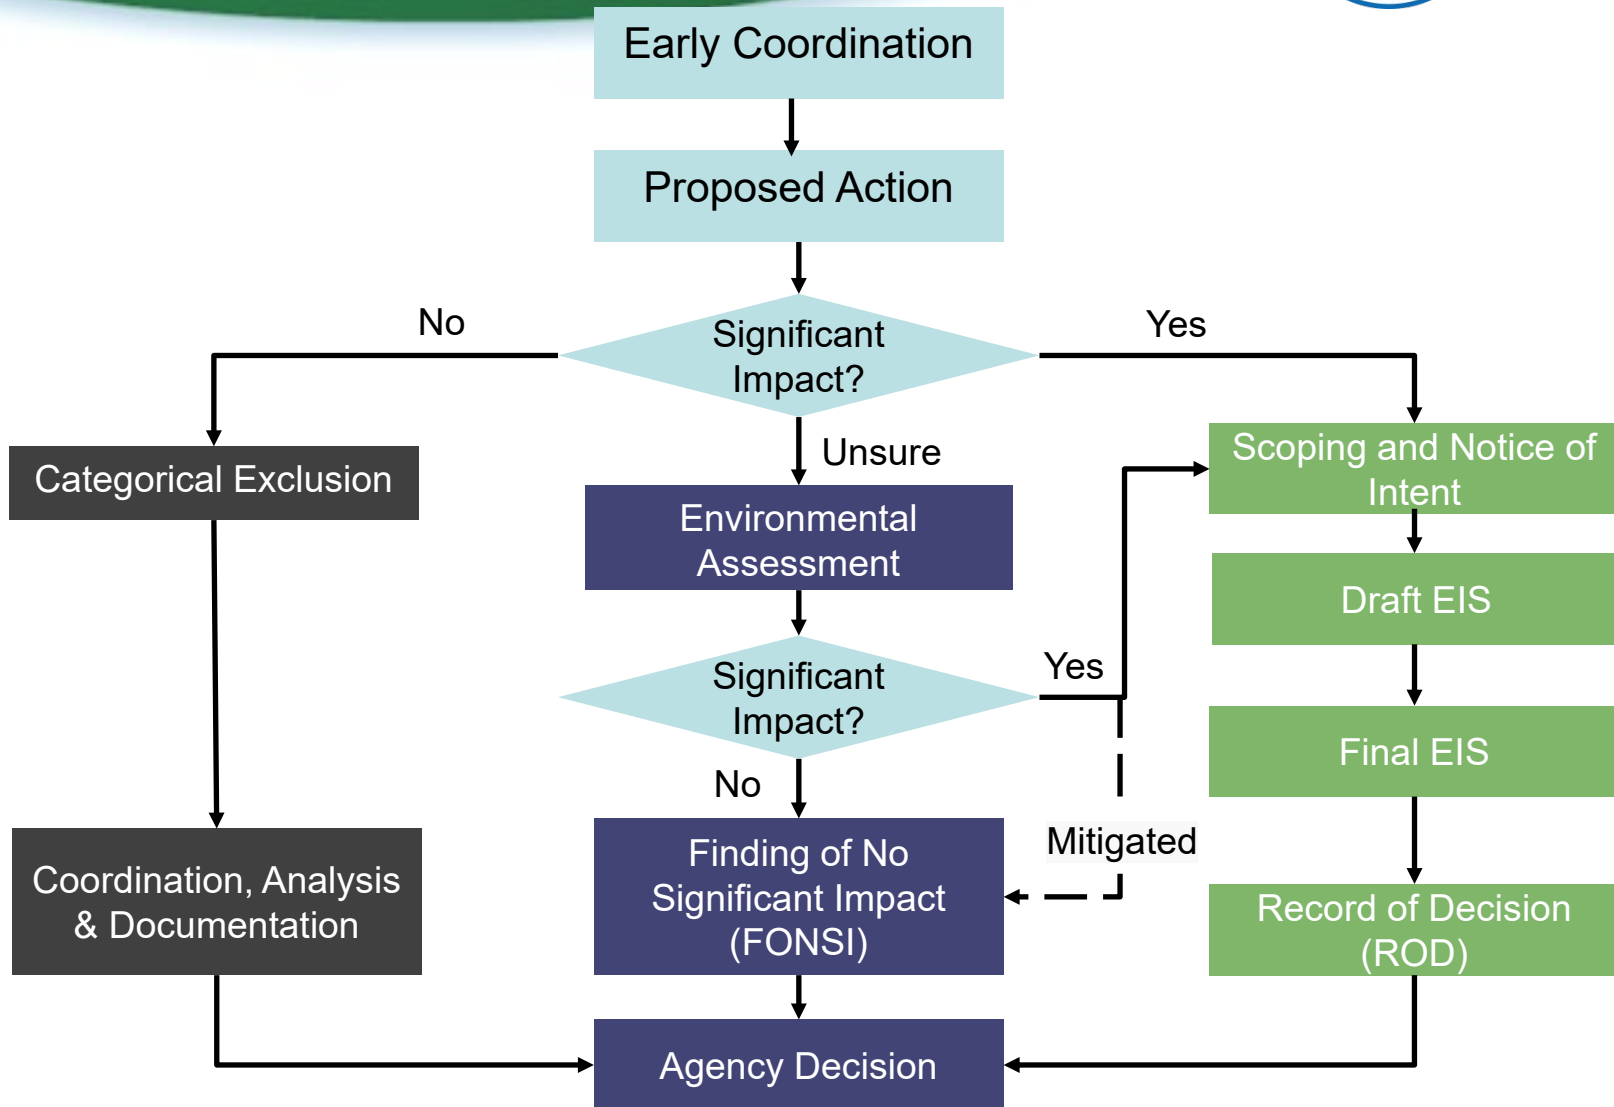 Early Coordination
Proposed Action
Significant
Impact?
No
Yes
Unsure
Categorical Exclusion
Environmental
Assessment
Scoping and Notice of
Intent
Draft EIS
Significant
Impact?
Yes
No
Final EIS
Mitigated
Coordination, Analysis
& Documentation
Finding of No
Significant Impact
(FONSI)
Record of Decision
(ROD)
Agency Decision